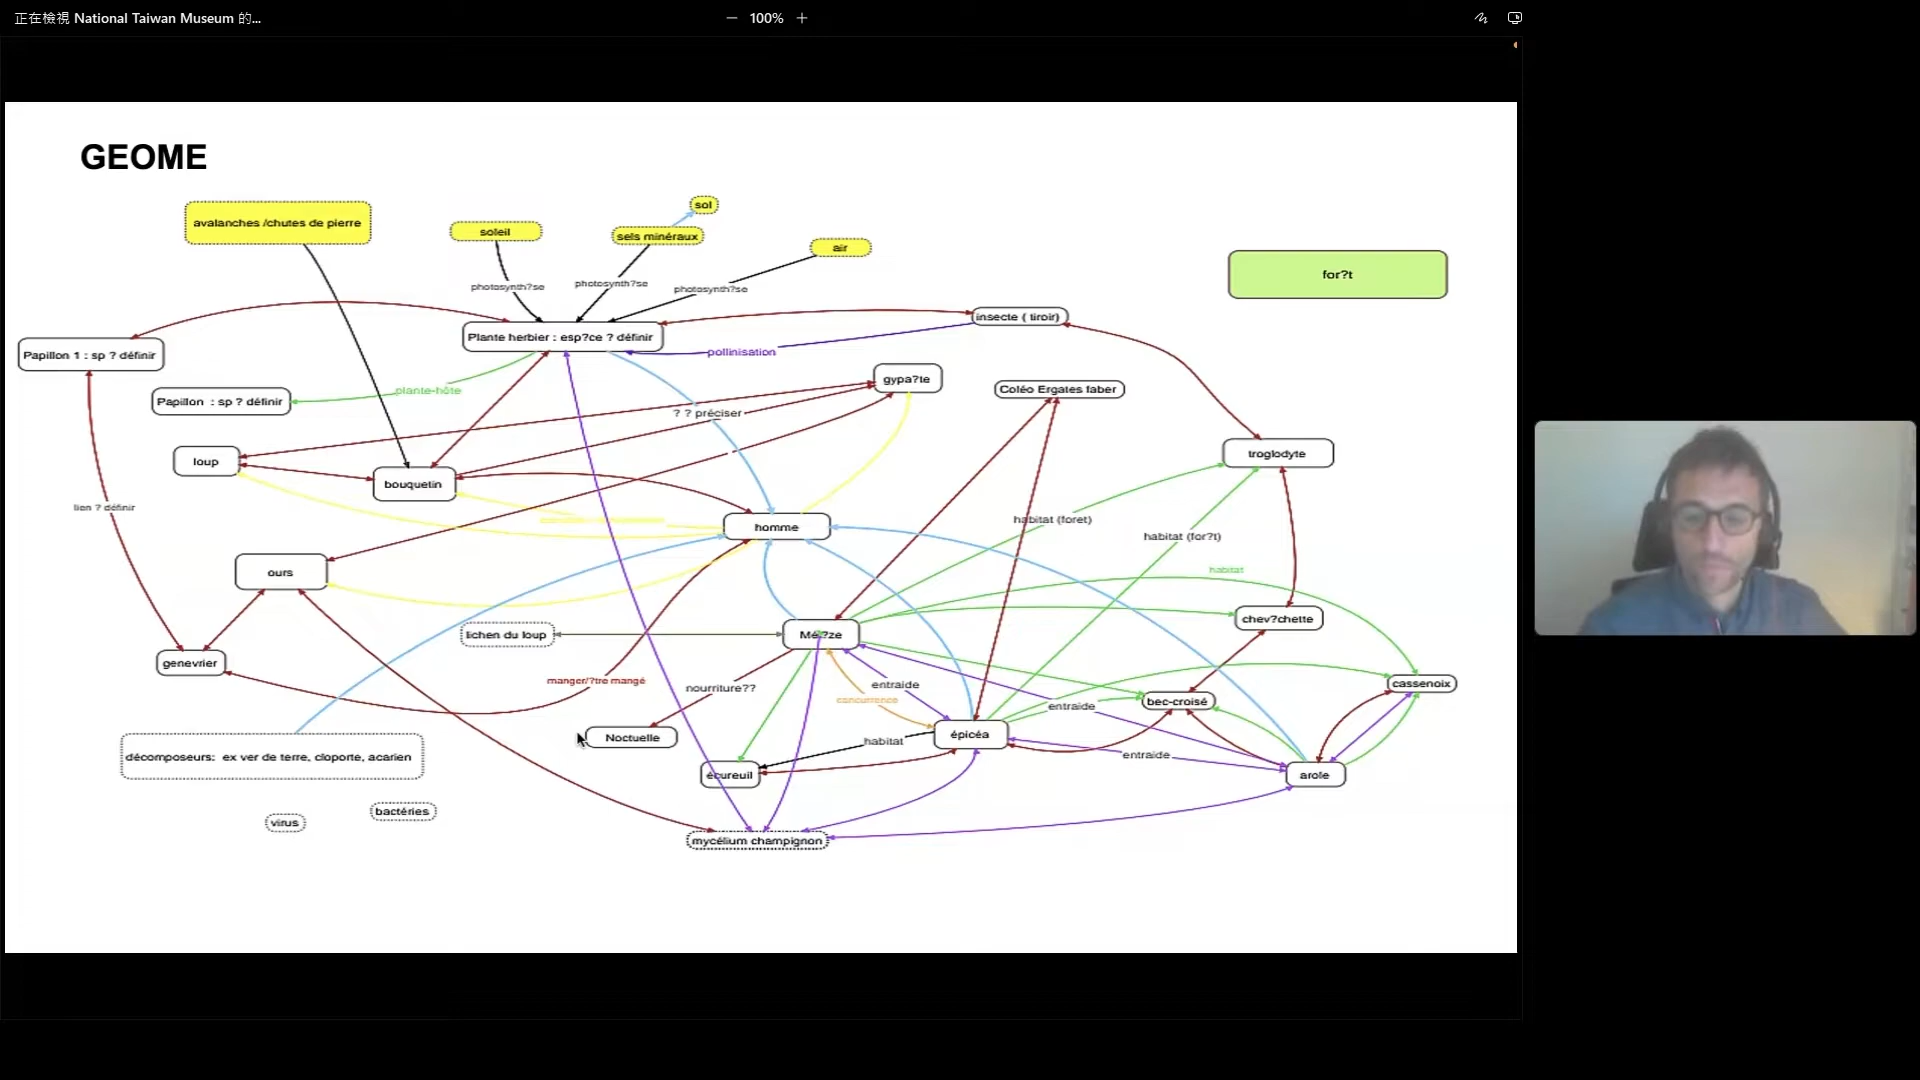 正在檢視 National Taiwan Museum 的...
100%
GEOME
sol
avalanches /chutes de pierre
soleil
sels minéraux
air
for?t
photosynth?se
photosynth?se
photosynth?se
insecte ( tiroir)
Plante herbier : esp?ce ? définir
pollinisation
Papillon 1 : sp ? définir
gypa?te
plante-hôte
Coléo Ergates faber
Papillon : sp ? définir
? ? préciser
troglodyte
loup
bouquetin
lien ? définir
habitat (foret)
homme
habitat (for?t)
habitat
ours
chev?chette
lichen du loup
genevrier
manger/?tre mangé
nourriture??
entraide
cassenoix
concurrence
bec-croisé
entraide
Noctuelle
épicéa
habitat
décomposeurs: ex ver de terre, cloporte, acarien
entraide
écureuil
arole
bactéries
virus
mycélium champignon